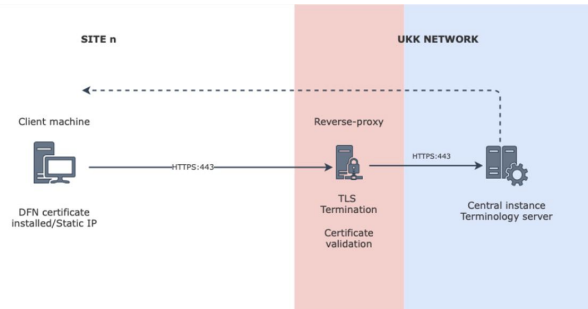 SITE n
UKK NETWORK
Client machine
Reverse-proxy
HTTPS:443
HTTPS:443
DFN certificate
installed/Static IP
TLS
Termination
Certificate
validation
Central instance
Terminology server